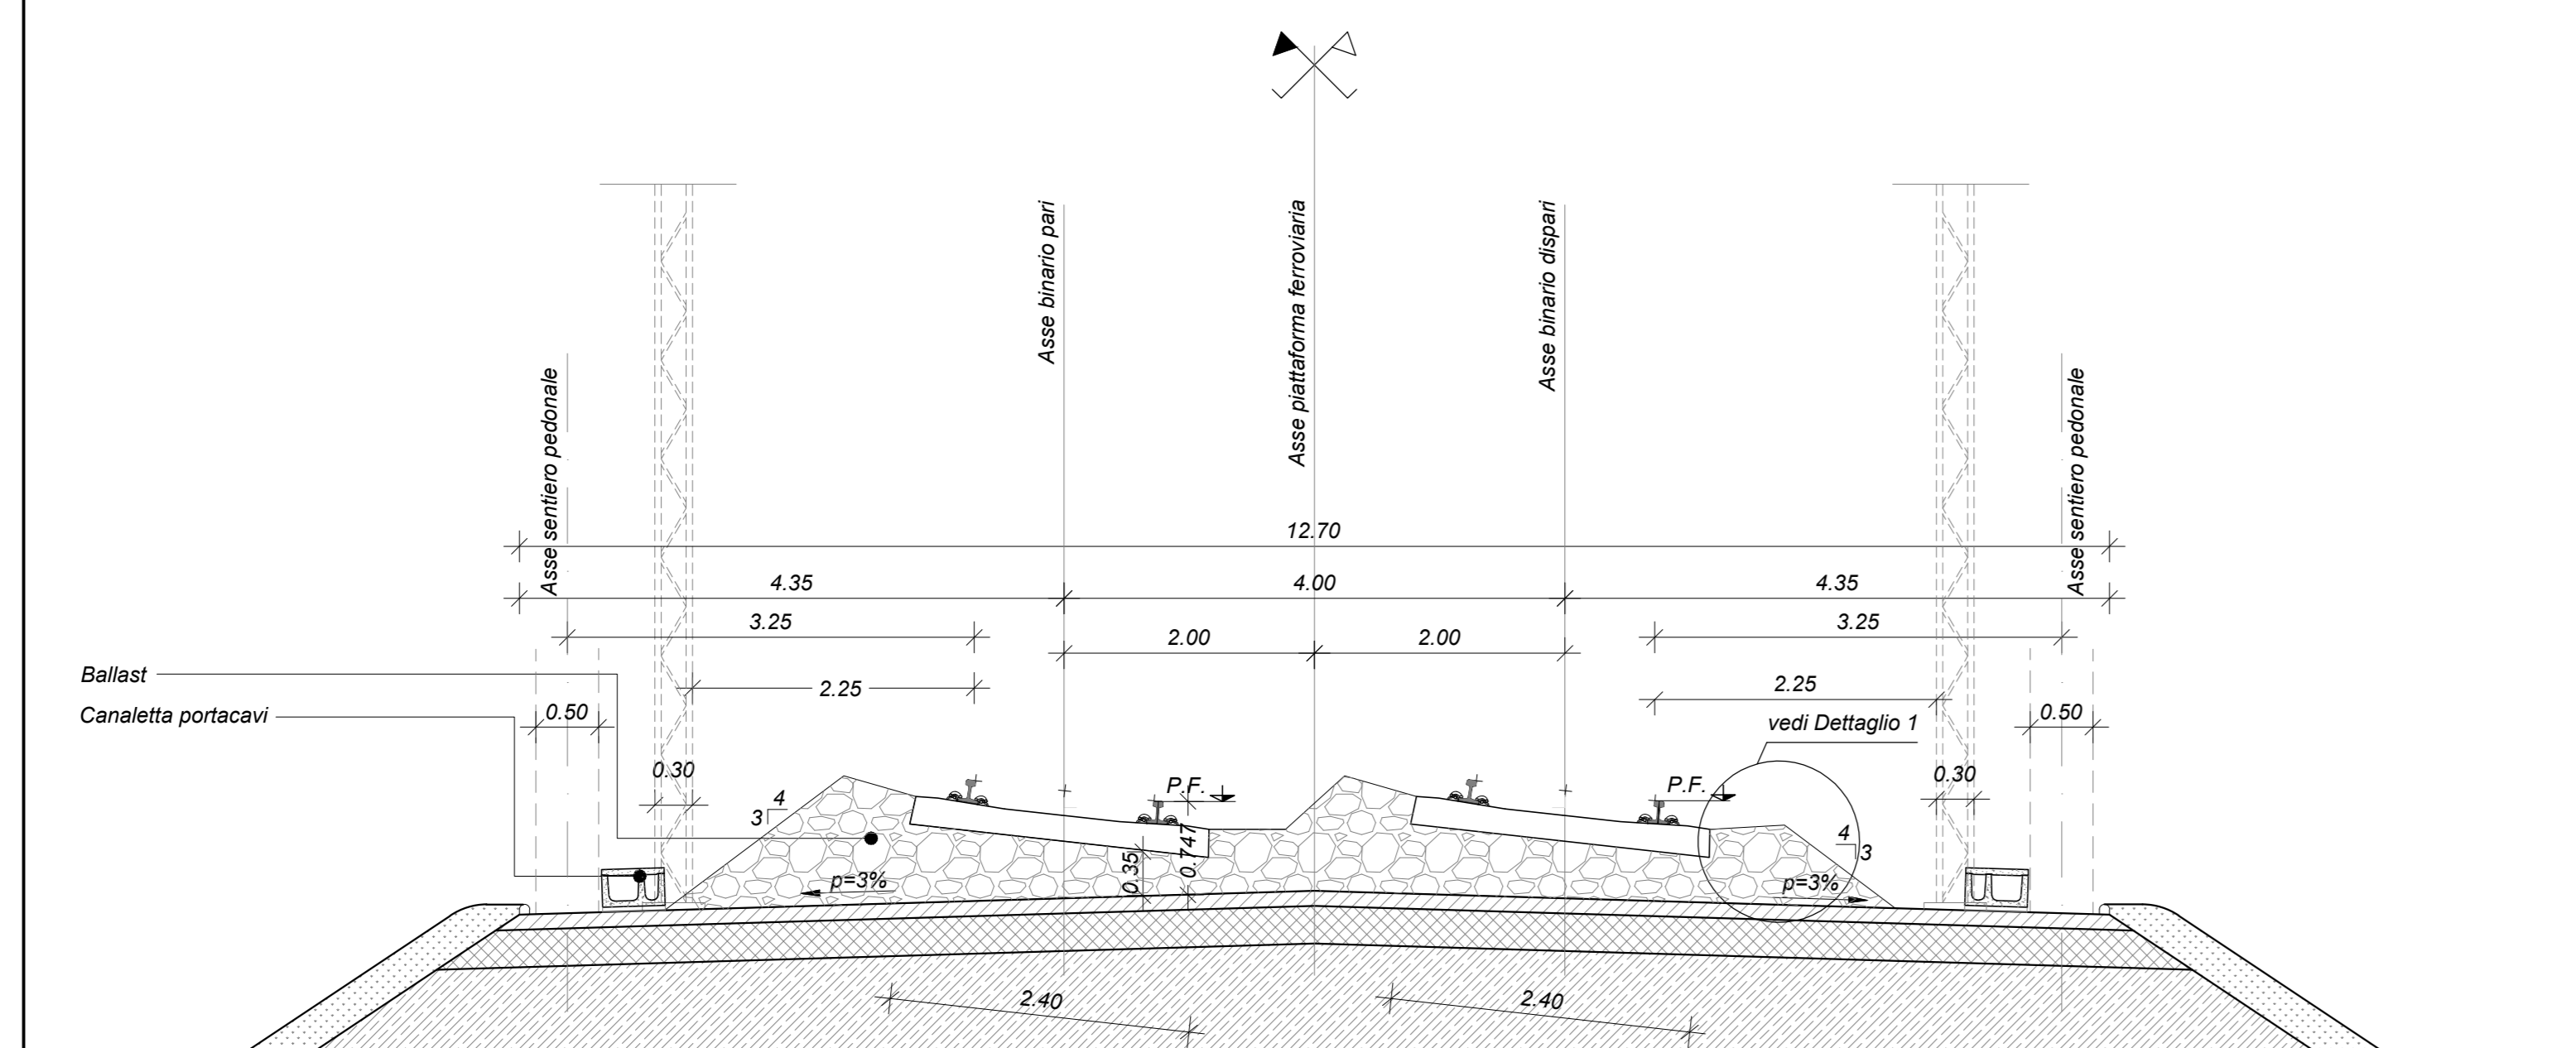 Asse binario pari
Asse piattaforma ferroviaria
Asse binario dispari
Asse sentiero pedonale
Asse sentiero pedonale
12.70
4.35
4.00
4.35
3.25
3.25
2.00
2.00
Ballast
2.25
2.25
Canaletta portacavi
0.50
0.50
vedi Dettaglio 1
0.30
0.30
P.F.
P.F.
4
3
4
3
0.35
0.747
p=3%
p=3%
2.40
2.40